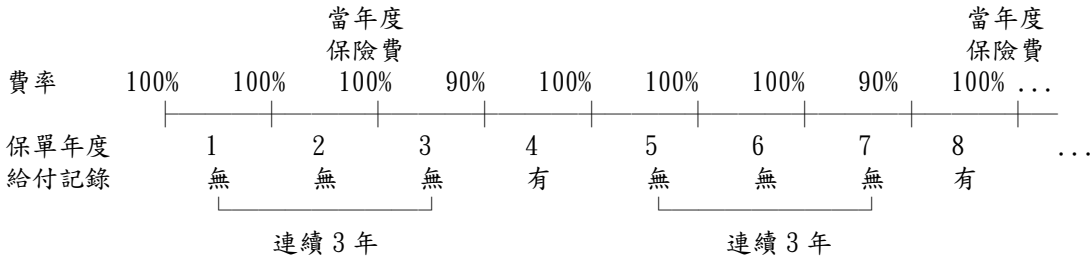 當年度 當年度
保險費 保險費
費率 100% 100% 100% 90% 100% 100% 100% 90% 100% ...
保單年度 1 2 3 4 5 6 7 8 ...
給付記錄 無 無 無 有 無 無 無 有
連續 3 年 連續 3 年